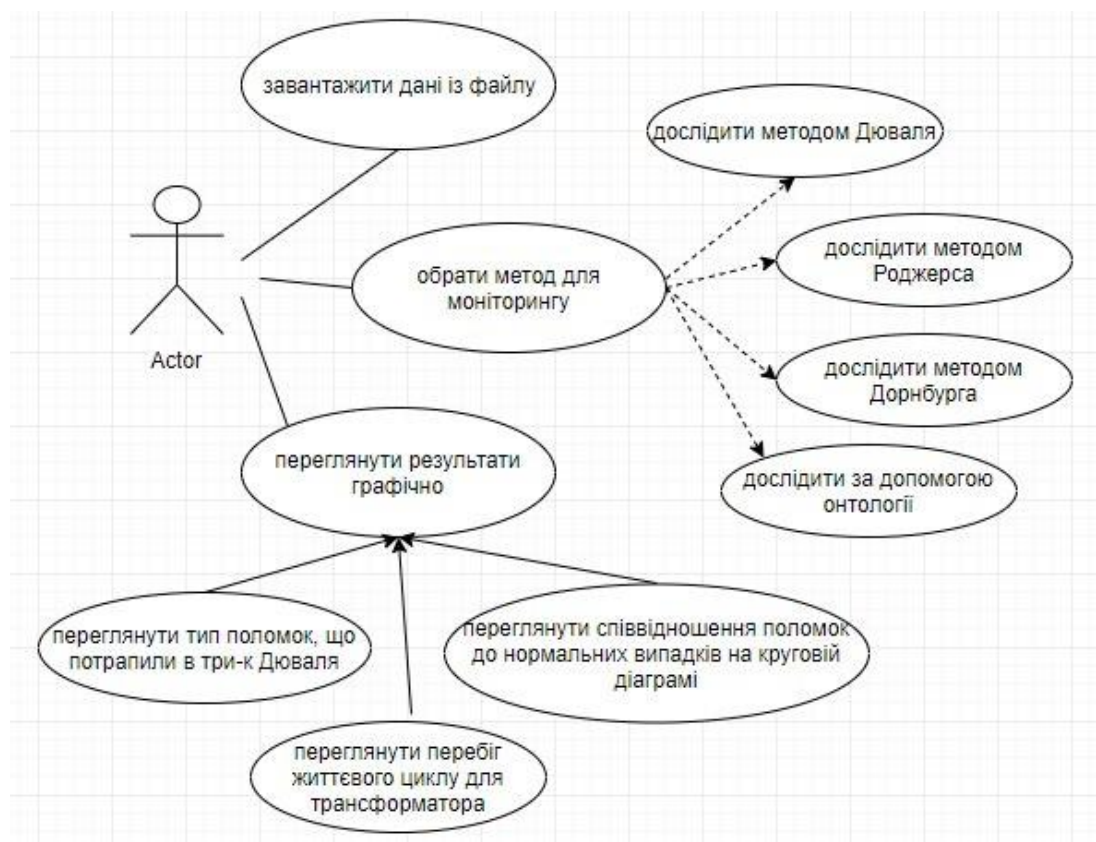 завантажити дані із файлу
дослідити методом Дюваля
обрати метод для
моніторингу
дослідити методом
Роджерса
Actor
дослідити методом
Дорнбурга
переглянути результати
графічно
дослідити за допомогою
онтології
переглянути тип поломок, що
потрапили в три-к Дюваля
переглянути співвідношення поломок
до нормальних випадків на круговій
діаграмі
переглянути перебіг
життєвого циклу для
трансформатора